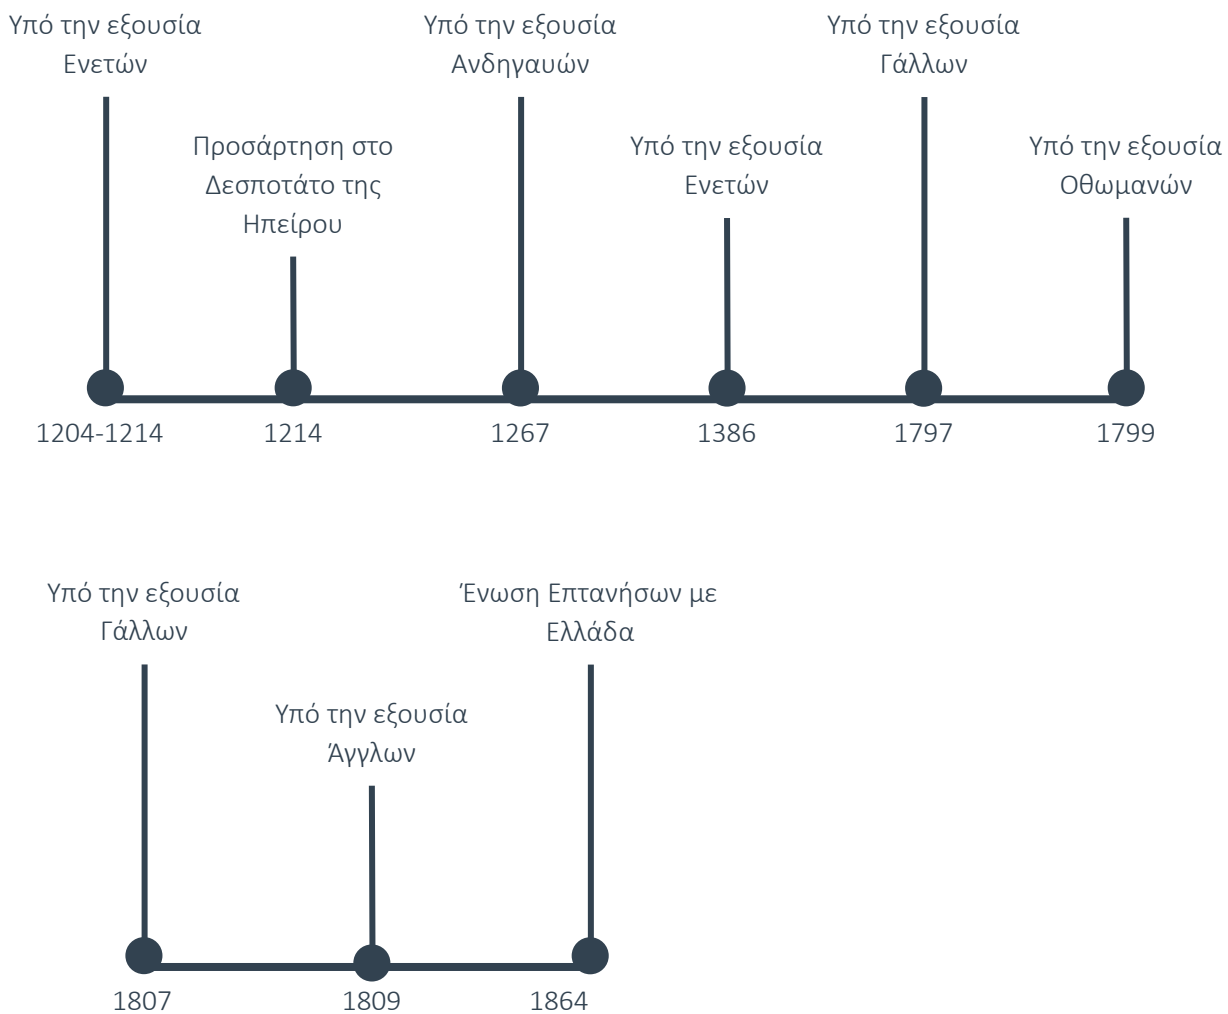 Υπό την εξουσία
Ενετών
Υπό την εξουσία
Ανδηγαυών
Υπό την εξουσία
Γάλλων
Προσάρτηση στο
Δεσποτάτο της
Ηπείρου
Υπό την εξουσία
Ενετών
Υπό την εξουσία
Οθωμανών
1204-1214
1214
1267
1386
1797
1799
Υπό την εξουσία
Γάλλων
Ένωση Επτανήσων με
Ελλάδα
Υπό την εξουσία
Άγγλων
1807
1809
1864